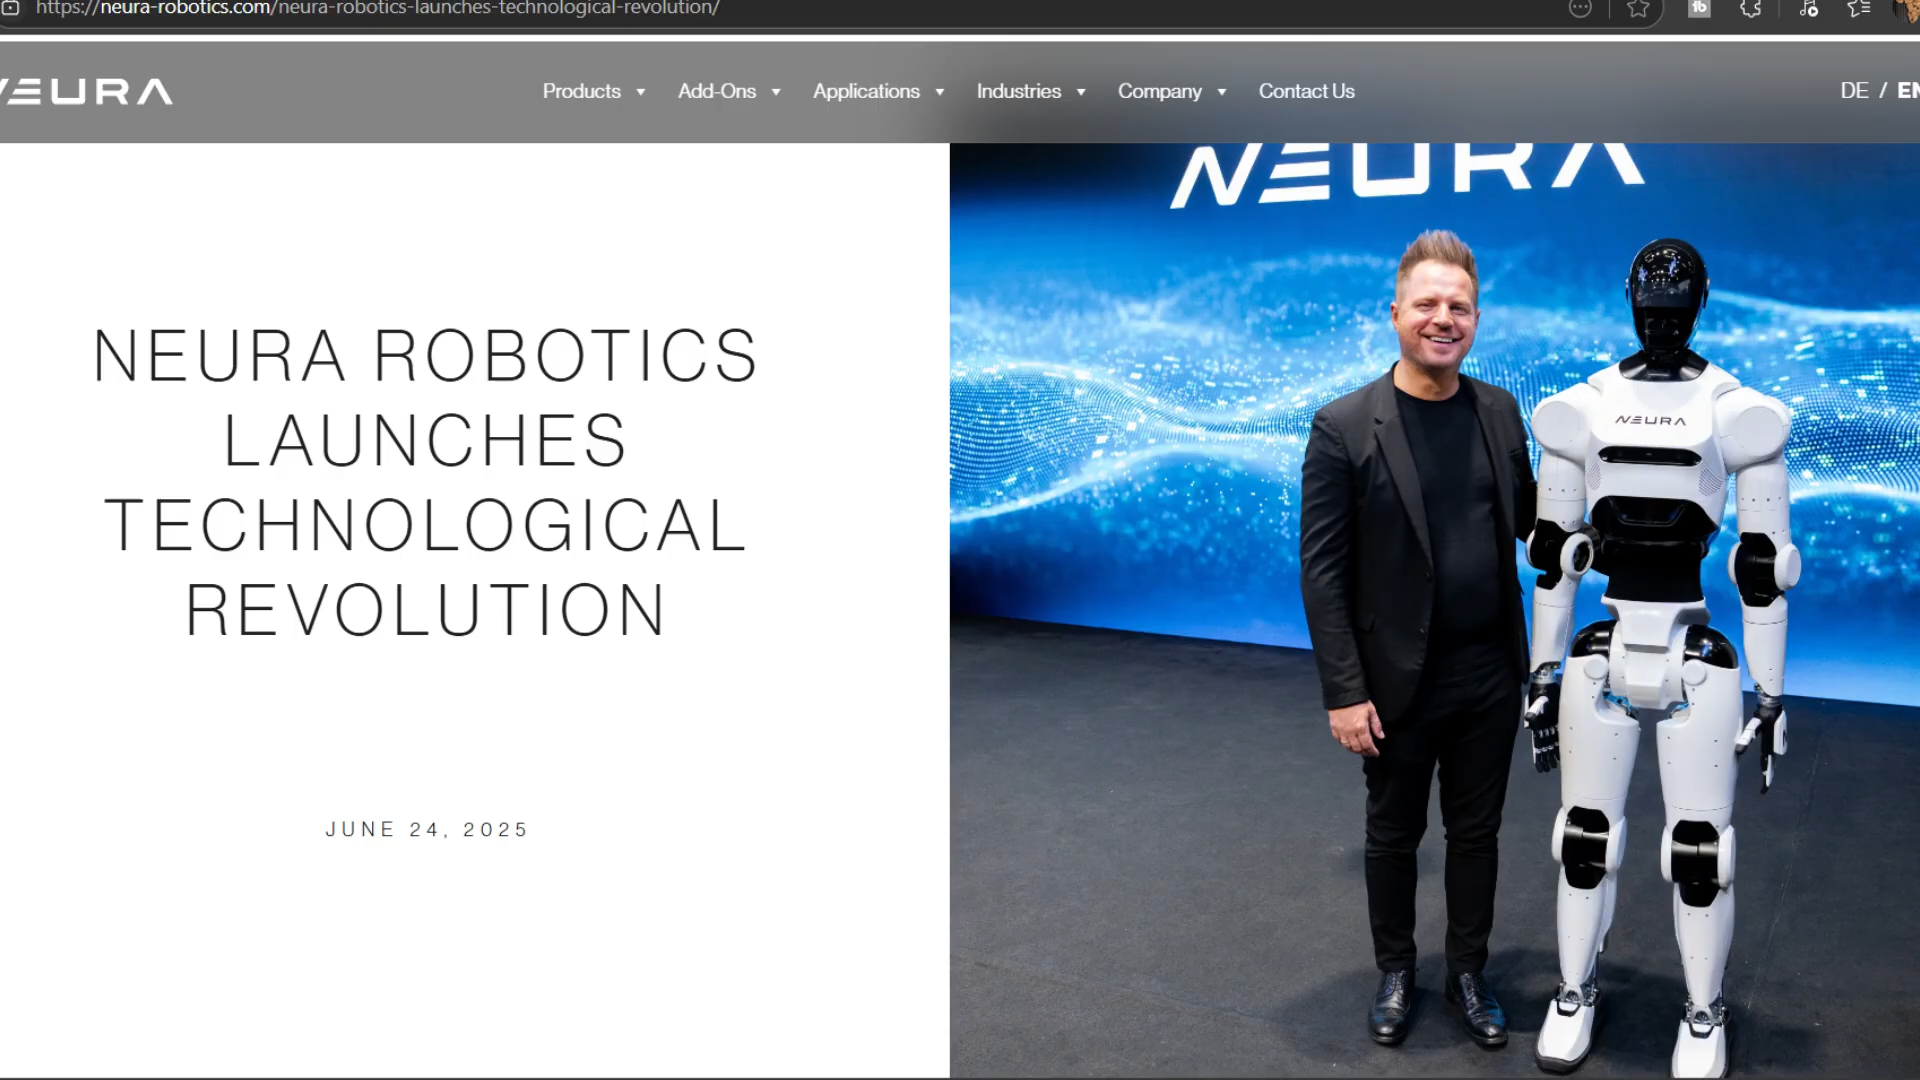 https://neura-robotics.com/neura-robotics-launches-technological-revolution/
NEURA
Products
Add-Ons
Applications
Industries
Company
Contact Us
DE / EN
NEURA
NEURA ROBOTICS
LAUNCHES
TECHNOLOGICAL
REVOLUTION
JUNE 24, 2025
NEURA